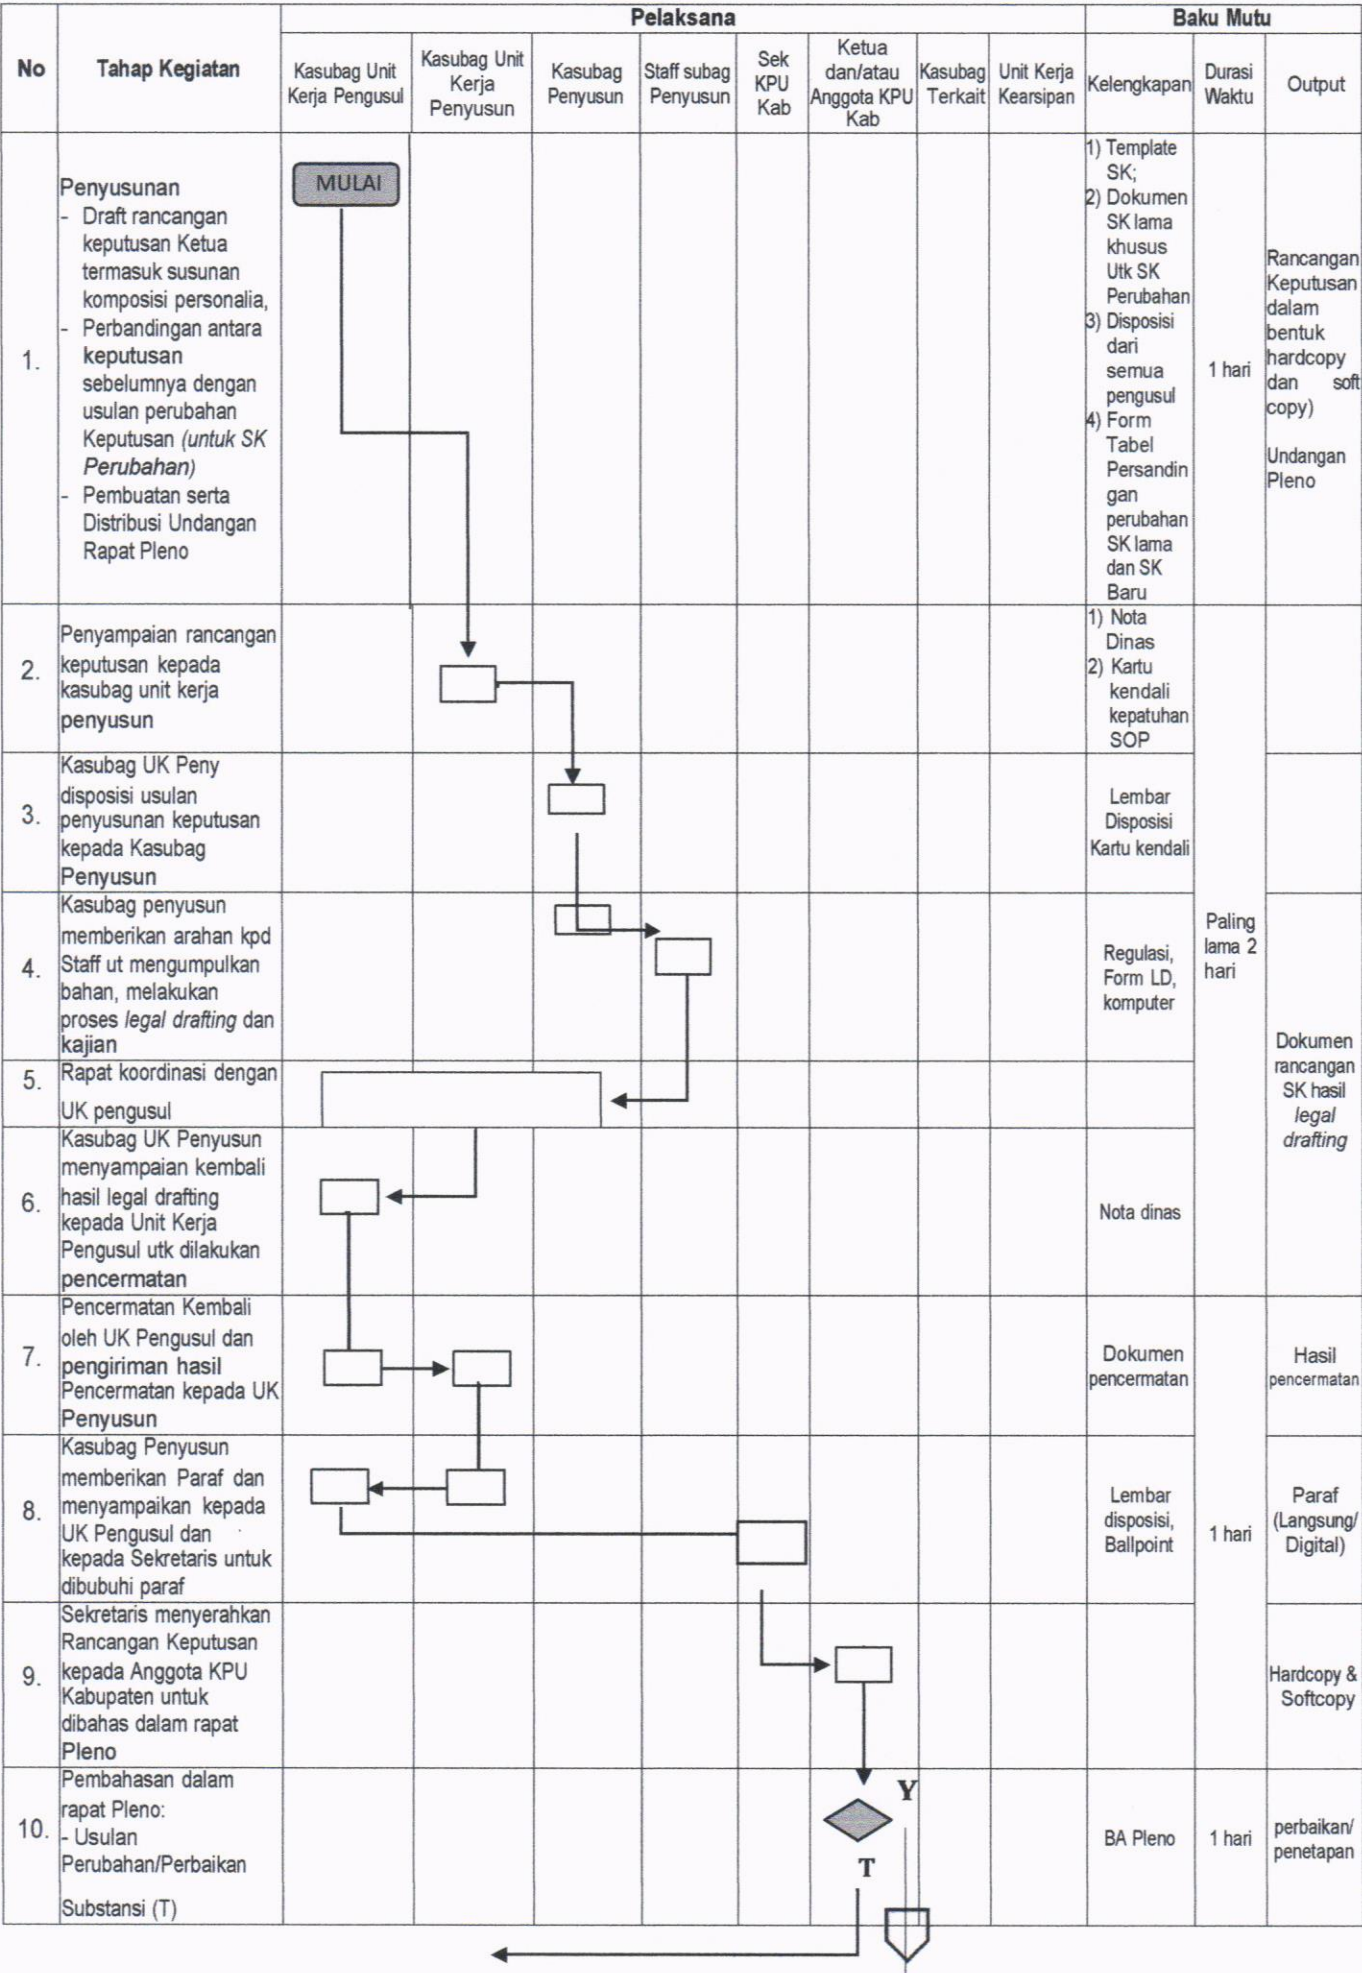 No
Tahap Kegiatan
Pelaksana
Baku Mutu
Kasubag Unit
Kerja Pengusul
Kasubag Unit
Kerja
Penyusun
Kasubag
Penyusun
Staff subag
Penyusun
Sek
KPU
Kab
Ketua
dan/atau
Anggota KPU
Kab
Kasubag
Terkait
Unit Kerja
Kearsipan
Kelengkapan
Durasi
Waktu
Output
1.
Penyusunan
- Draft rancangan
keputusan Ketua
termasuk susunan
komposisi personalia,
- Perbandingan antara
keputusan
sebelumnya dengan
usulan perubahan
Keputusan (untuk SK
Perubahan)
- Pembuatan serta
Distribusi Undangan
Rapat Pleno
MULAI
1) Template
SK;
2) Dokumen
SK lama
khusus
Utk SK
Perubahan
3) Disposisi
dari
semua
pengusul
4) Form
Tabel
Persandin
gan
perubahan
SK lama
dan SK
Baru
1 hari
Rancangan
Keputusan
dalam
bentuk
hardcopy
dan soft
copy)
Undangan
Pleno
2.
Penyampaian rancangan
keputusan kepada
kasubag unit kerja
penyusun
1) Nota
Dinas
2) Kartu
kendali
kepatuhan
SOP
3.
Kasubag UK Peny
disposisi usulan
penyusunan keputusan
kepada Kasubag
Penyusun
Lembar
Disposisi
Kartu kendali
4.
Kasubag penyusun
memberikan arahan kpd
Staff ut mengumpulkan
bahan, melakukan
proses legal drafting dan
kajian
Regulasi,
Form LD,
komputer
Paling
lama 2
hari
Dokumen
rancangan
SK hasil
legal
drafting
5.
Rapat koordinasi dengan
UK pengusul
6.
Kasubag UK Penyusun
menyampaian kembali
hasil legal drafting
kepada Unit Kerja
Pengusul utk dilakukan
pencermatan
Nota dinas
7.
Pencermatan Kembali
oleh UK Pengusul dan
pengiriman hasil
Pencermatan kepada UK
Penyusun
Dokumen
pencermatan
Hasil
pencermatan
8.
Kasubag Penyusun
memberikan Paraf dan
menyampaikan kepada
UK Pengusul dan
kepada Sekretaris untuk
dibubuhi paraf
Lembar
disposisi,
Ballpoint
1 hari
Paraf
(Langsung/
Digital)
9.
Sekretaris menyerahkan
Rancangan Keputusan
kepada Anggota KPU
Kabupaten untuk
dibahas dalam rapat
Pleno
Hardcopy &
Softcopy
10.
Pembahasan dalam
rapat Pleno:
- Usulan
Perubahan/Perbaikan
Substansi (T)
Y
T
BA Pleno
1 hari
perbaikan/
penetapan